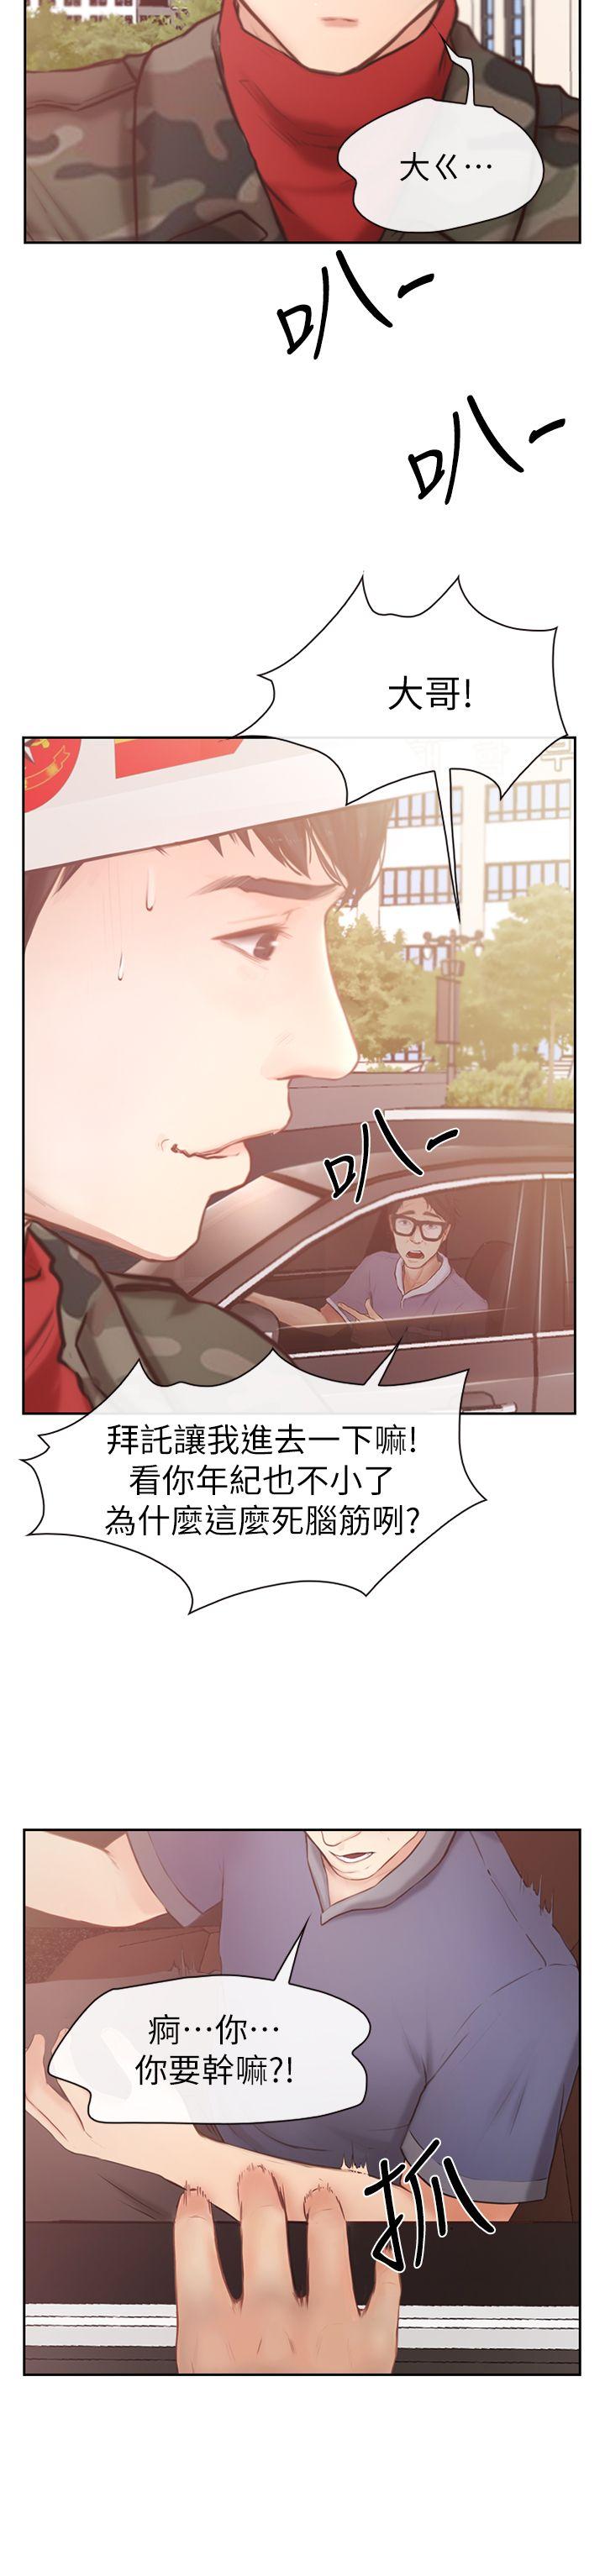 大ㄍ⋯
叭-
叭-
大哥!
叭-
拜託讓我進去一下嘛!
看你年紀也不小了
為什麼這麼死腦筋咧?
痾⋯你⋯
你要幹嘛?!
抓